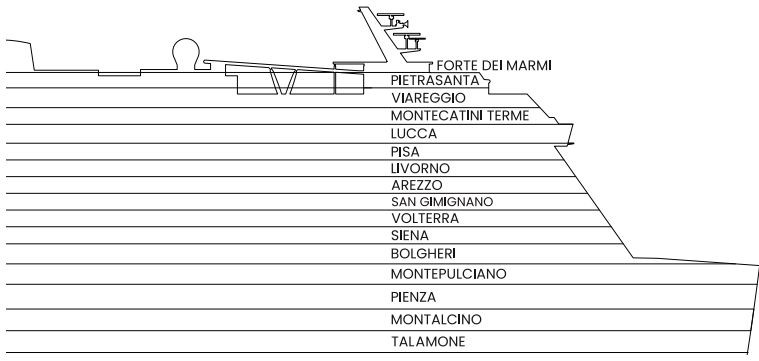 FORTE DEI MARMI
PIETRASANTA
VIAREGGIO
MONTECATINI TERME
LUCCA
PISA
LIVORNO
AREZZO
SAN GIMIGNANO
VOLTERRA
SIENA
BOLGHERI
MONTEPULCIANO
PIENZA
MONTALCINO
TALAMONE